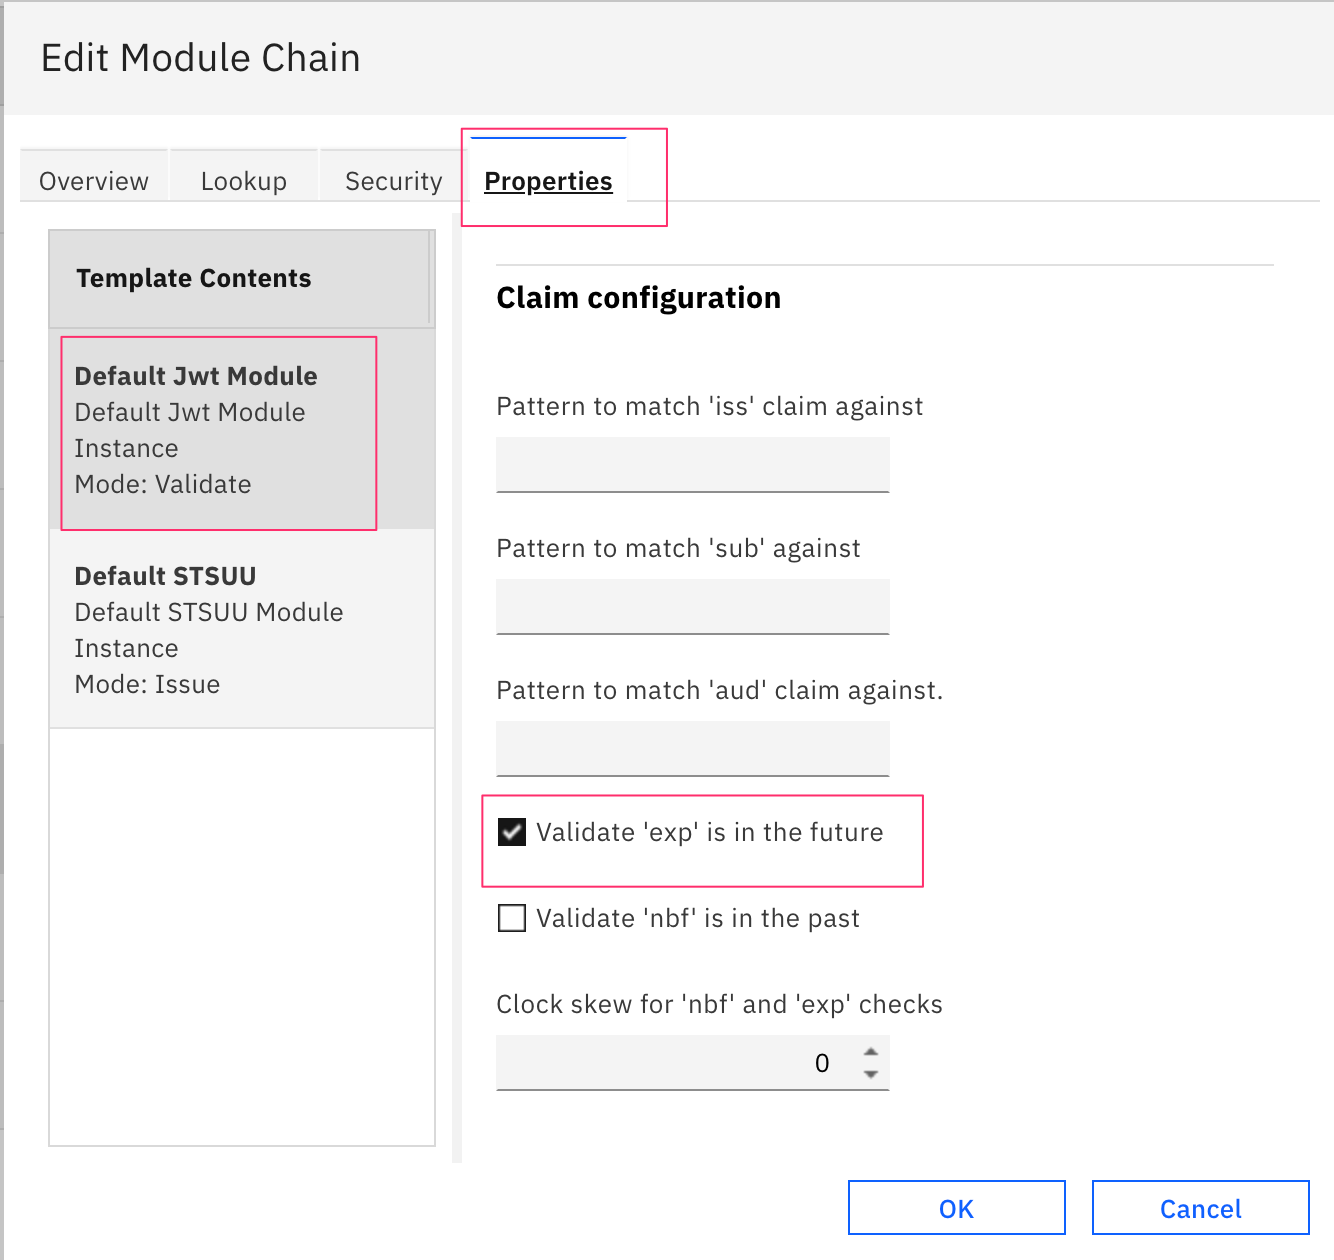 Edit Module Chain
Overview
Lookup
Security
Properties
Template Contents
Default Jwt Module
Default Jwt Module
Instance
Mode: Validate
Default STSUU
Default STSUU Module
Instance
Mode: Issue
Claim configuration
Pattern to match 'iss' claim against
Pattern to match 'sub' against
Pattern to match 'aud' claim against.
Validate 'exp' is in the future
Validate 'nbf' is in the past
Clock skew for 'nbf' and 'exp' checks
0
OK
Cancel